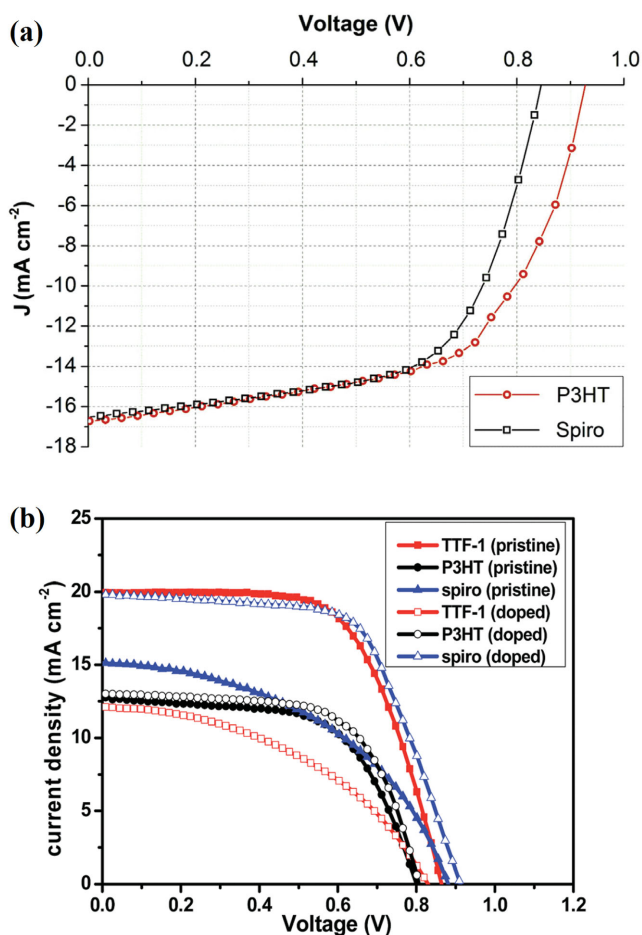 (a)
Voltage (V)
0.0 0.2 0.4 0.6 0.8 1.0
0
-2
-4
-6
-8
-10
-12
-14
-16
-18
J (mA cm-2)
P3HT
Spiro
(b)
25
20
15
10
5
0
current density (mA cm-2)
TTF-1 (pristine)
P3HT (pristine)
spiro (pristine)
TTF-1 (doped)
P3HT (doped)
spiro (doped)
0.0 0.2 0.4 0.6 0.8 1.0 1.2
Voltage (V)